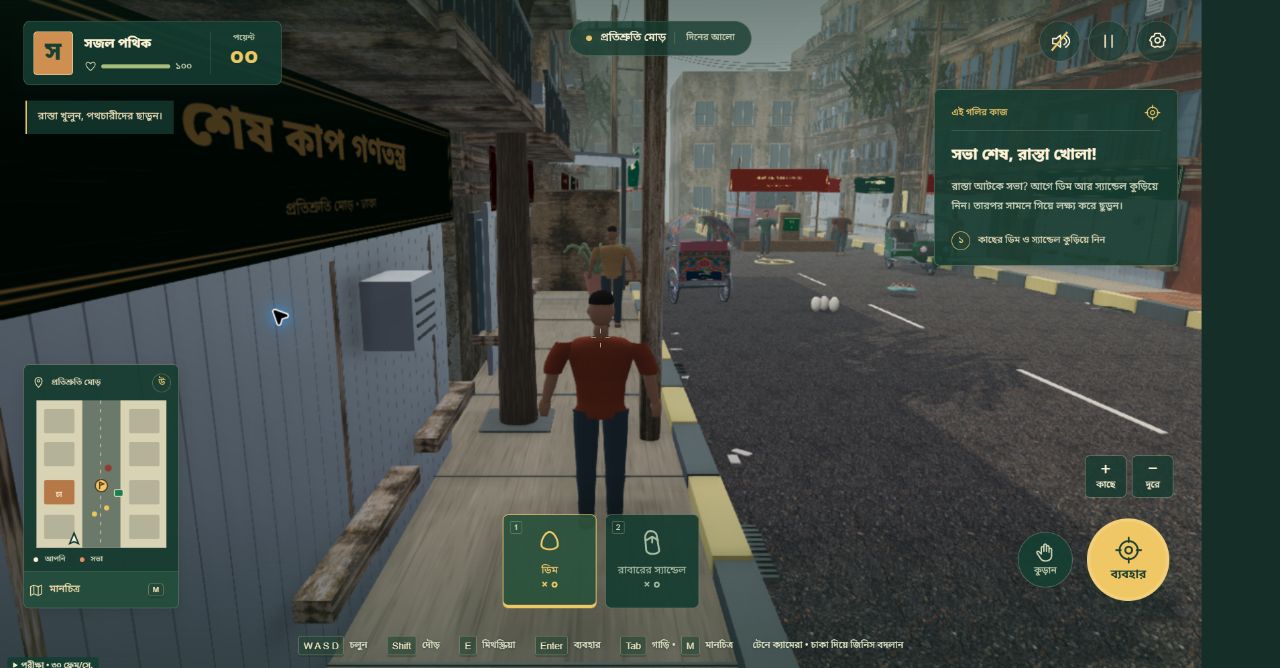 স
সজল পথিক
১০০
পয়েন্ট
০০
প্রতিশ্রুতি মোড়
দিনের আলো
রাস্তা খুলুন, পথচারীদের ছাড়ুন।
শেষ কাপ গণতন্ত্র
প্রতিশ্রুতি মোড় • ঢাকা
এই গলির কাজ
সভা শেষ, রাস্তা খোলা!
রাস্তা আটকে সভা? আগে ডিম আর স্যান্ডেল কুড়িয়ে
নিন। তারপর সামনে গিয়ে লক্ষ্য করে ছুড়ুন।
১ কাছের ডিম ও স্যান্ডেল কুড়িয়ে নিন
প্রতিশ্রুতি মোড়
উ
চা
আপনি
সভা
মানচিত্র
M
1
ডিম
× ০
2
রাবারের স্যান্ডেল
× ০
+
কাছে
−
দূরে
কুড়ান
ব্যবহার
W A S D চলুন Shift দৌড় E মিথস্ক্রিয়া Enter ব্যবহার Tab গাড়ি • M মানচিত্র টেনে ক্যামেরা • চাকা দিয়ে জিনিস বদলান
পরীক্ষা • ৩০ ফ্রেম/সে.